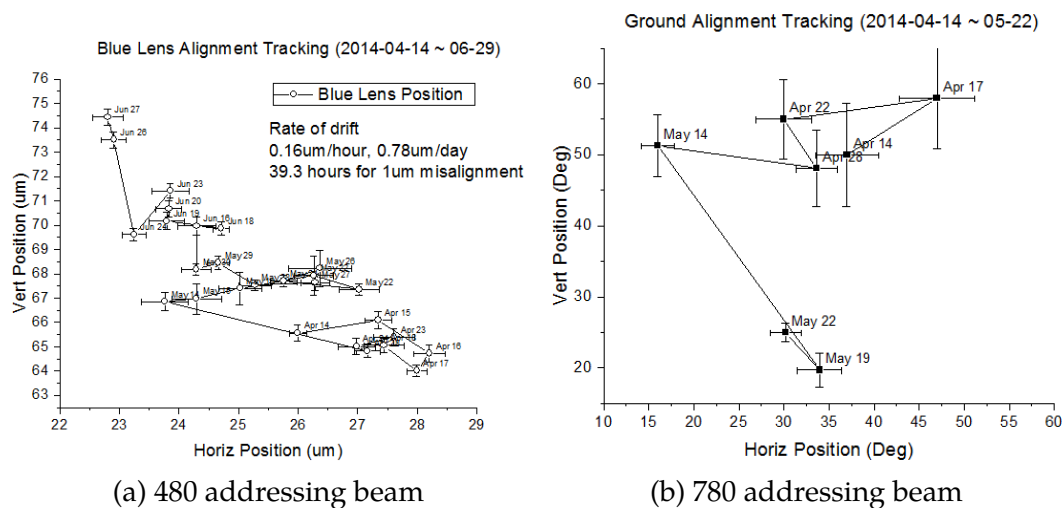 Blue Lens Alignment Tracking (2014-04-14 ~ 06-29)
Blue Lens Position
Rate of drift
0.16um/hour, 0.78um/day
39.3 hours for 1um misalignment
Vert Position (um)
76
75
74
73
72
71
70
69
68
67
66
65
64
63
Jun 27
Jun 26
Jun 23
Jun 20
Jun 19
Jun 16
Jun 18
Jun 24
May 29
May 26
May 27
May 22
May 14
Apr 15
Apr 14
Apr 23
Apr 16
Apr 17
22
23
24
25
26
27
28
29
Horiz Position (um)
(a) 480 addressing beam
Ground Alignment Tracking (2014-04-14 ~ 05-22)
Vert Position (Deg)
60
50
40
30
20
Apr 17
Apr 22
May 14
Apr 14
Apr 28
May 22
May 19
10
15
20
25
30
35
40
45
50
55
60
Horiz Position (Deg)
(b) 780 addressing beam